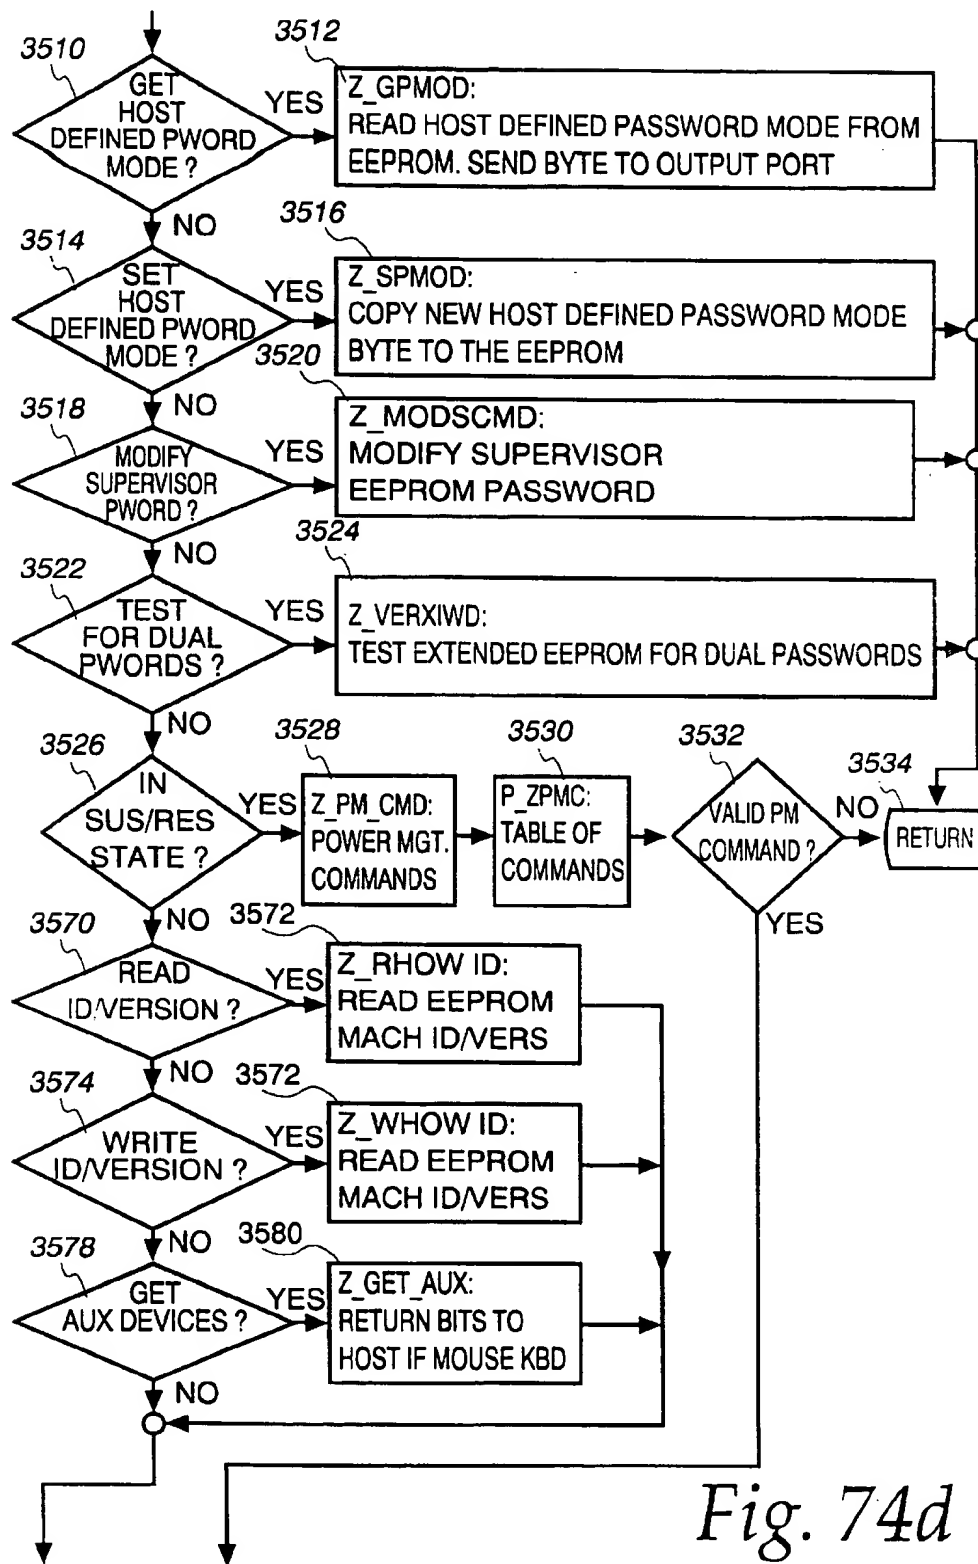 3510
GET
HOST
DEFINED PWORD
MODE ?
YES
3512
Z_GPMOD:
READ HOST DEFINED PASSWORD MODE FROM
EEPROM. SEND BYTE TO OUTPUT PORT
NO
3514
SET
HOST
DEFINED PWORD
MODE ?
YES
3516
Z_SPMOD:
COPY NEW HOST DEFINED PASSWORD MODE
BYTE TO THE EEPROM
NO
3518
MODIFY
SUPERVISOR
PWORD ?
YES
3520
Z_MODSCMD:
MODIFY SUPERVISOR
EEPROM PASSWORD
NO
3522
TEST
FOR DUAL
PWORDS ?
YES
3524
Z_VERXIWD:
TEST EXTENDED EEPROM FOR DUAL PASSWORDS
NO
3526
IN
SUS/RES
STATE ?
YES
3528
Z_PM_CMD:
POWER MGT.
COMMANDS
3530
P_ZPMC:
TABLE OF
COMMANDS
3532
VALID PM
COMMAND ?
NO
3534
RETURN
YES
NO
3570
READ
ID/VERSION ?
YES
3572
Z_RHOW ID:
READ EEPROM
MACH ID/VERS
NO
3574
WRITE
ID/VERSION ?
YES
3572
Z_WHOW ID:
READ EEPROM
MACH ID/VERS
NO
3578
GET
AUX DEVICES ?
YES
3580
Z_GET_AUX:
RETURN BITS TO
HOST IF MOUSE KBD
NO
Fig. 74d